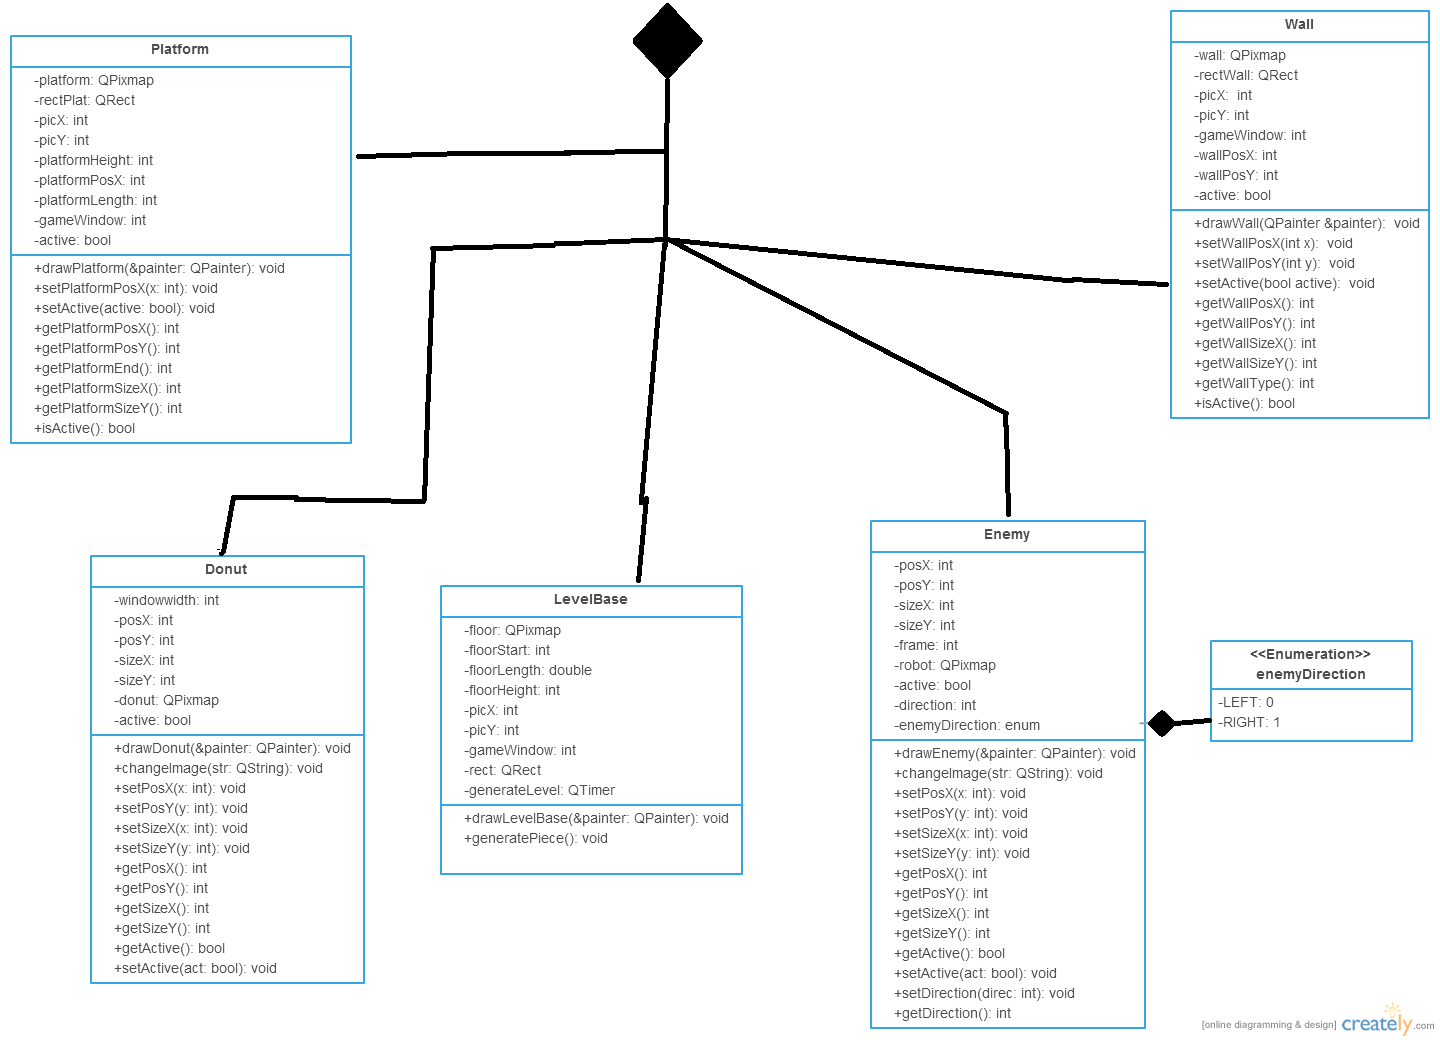 Platform
-platform: QPixmap
-rectPlat: QRect
-picX: int
-picY: int
-platformHeight: int
-platformPosX: int
-platformLength: int
-gameWindow: int
-active: bool
+drawPlatform(&painter: QPainter): void
+setPlatformPosX(x: int): void
+setActive(active: bool): void
+getPlatformPosX(): int
+getPlatformPosY(): int
+getPlatformEnd(): int
+getPlatformSizeX(): int
+getPlatformSizeY(): int
+isActive(): bool
Wall
-wall: QPixmap
-rectWall: QRect
-picX:  int
-picY: int
-gameWindow: int
-wallPosX: int
-wallPosY: int
-active: bool
+drawWall(QPainter &painter):  void
+setWallPosX(int x):  void
+setWallPosY(int y):  void
+setActive(bool active):  void
+getWallPosX(): int
+getWallPosY(): int
+getWallSizeX(): int
+getWallSizeY(): int
+getWallType(): int
+isActive(): bool
Donut
-windowwidth: int
-posX: int
-posY: int
-sizeX: int
-sizeY: int
-donut: QPixmap
-active: bool
+drawDonut(&painter: QPainter): void
+changeImage(str: QString): void
+setPosX(x: int): void
+setPosY(y: int): void
+setSizeX(x: int): void
+setSizeY(y: int): void
+getPosX(): int
+getPosY(): int
+getSizeX(): int
+getSizeY(): int
+getActive(): bool
+setActive(act: bool): void
LevelBase
-floor: QPixmap
-floorStart: int
-floorLength: double
-floorHeight: int
-picX: int
-picY: int
-gameWindow: int
-rect: QRect
-generateLevel: QTimer
+drawLevelBase(&painter: QPainter): void
+generatePiece(): void
Enemy
-posX: int
-posY: int
-sizeX: int
-sizeY: int
-frame: int
-robot: QPixmap
-active: bool
-direction: int
-enemyDirection: enum
+drawEnemy(&painter: QPainter): void
+changeImage(str: QString): void
+setPosX(x: int): void
+setPosY(y: int): void
+setSizeX(x: int): void
+setSizeY(y: int): void
+getPosX(): int
+getPosY(): int
+getSizeX(): int
+getSizeY(): int
+getActive(): bool
+setActive(act: bool): void
+setDirection(direc: int): void
+getDirection(): int
<<Enumeration>>
enemyDirection
-LEFT: 0
-RIGHT: 1
[online diagramming & design] creately.com